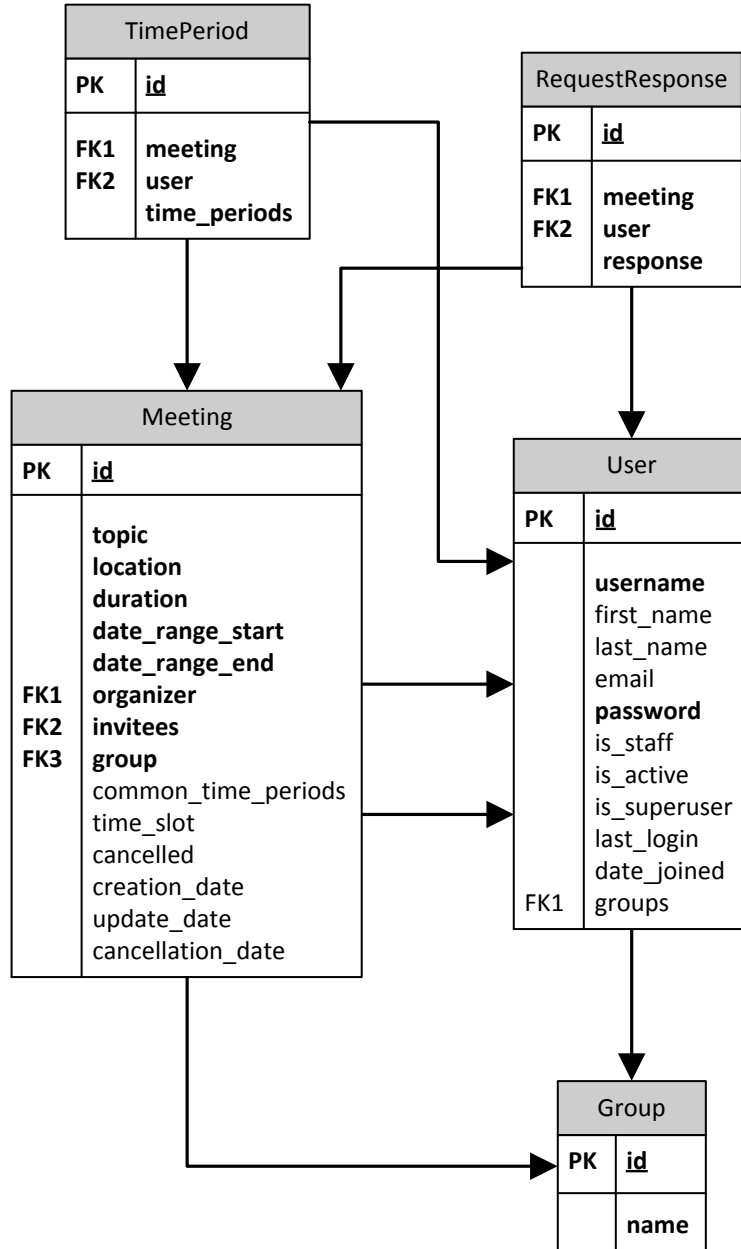 TimePeriod
PK id
FK1 meeting
FK2 user
time_periods
RequestResponse
PK id
FK1 meeting
FK2 user
response
Meeting
PK id
topic
location
duration
date_range_start
date_range_end
FK1 organizer
FK2 invitees
FK3 group
common_time_periods
time_slot
cancelled
creation_date
update_date
cancellation_date
User
PK id
username
first_name
last_name
email
password
is_staff
is_active
is_superuser
last_login
date_joined
FK1 groups
Group
PK id
name